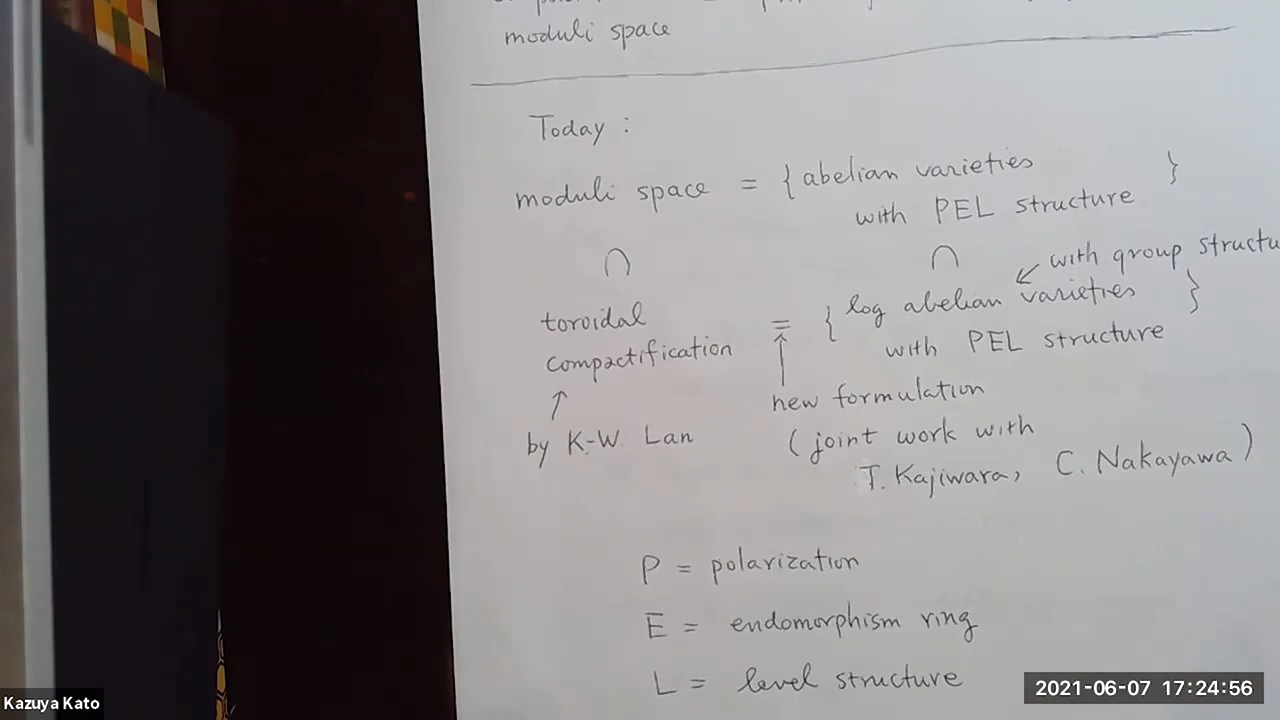 moduli space
Today :
moduli space = { abelian varieties }
with PEL structure
∩ ∩
with group structu
toroidal = { log abelian varieties }
compactification with PEL structure
new formulation
by K-W. Lan ( joint work with
T. Kajiwara, C. Nakayawa )
P = polarization
E = endomorphism ring
L = level structure
Kazuya Kato
2021-06-07 17:24:56